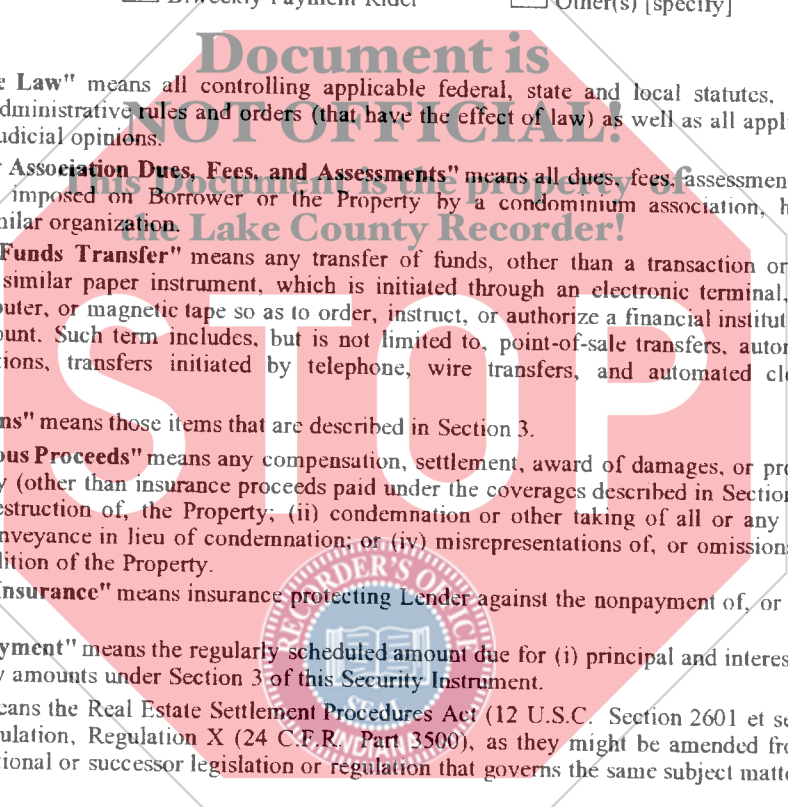 Biweekly Payment Rider Other(s) [specify]
Document is
e Law" means all controlling applicable federal, state and local statutes,
dministrative rules and orders (that have the effect of law) as well as all appli
NOT OFFICIAL!
udicial opinions.
Association Dues, Fees, and Assessments" means all dues, fees, assessmen
This Document is the property of
imposed on Borrower or the Property by a condominium association, h
milar organization.
the Lake County Recorder!
Funds Transfer" means any transfer of funds, other than a transaction or
similar paper instrument, which is initiated through an electronic terminal,
puter, or magnetic tape so as to order, instruct, or authorize a financial institut
ount. Such term includes, but is not limited to, point-of-sale transfers, autom
tions, transfers initiated by telephone, wire transfers, and automated cle
STOP
ns" means those items that are described in Section 3.
ous Proceeds" means any compensation, settlement, award of damages, or pro
y (other than insurance proceeds paid under the coverages described in Section
estruction of, the Property; (ii) condemnation or other taking of all or any
nveyance in lieu of condemnation; or (iv) misrepresentations of, or omissions
dition of the Property.
Insurance" means insurance protecting Lender against the nonpayment of, or
RECORDER'S OFFICE
SEAL
INDIANA
yment" means the regularly scheduled amount due for (i) principal and interes
y amounts under Section 3 of this Security Instrument.
eans the Real Estate Settlement Procedures Act (12 U.S.C. Section 2601 et se
ulation, Regulation X (24 C.F.R. Part 3500), as they might be amended fro
tional or successor legislation or regulation that governs the same subject matte